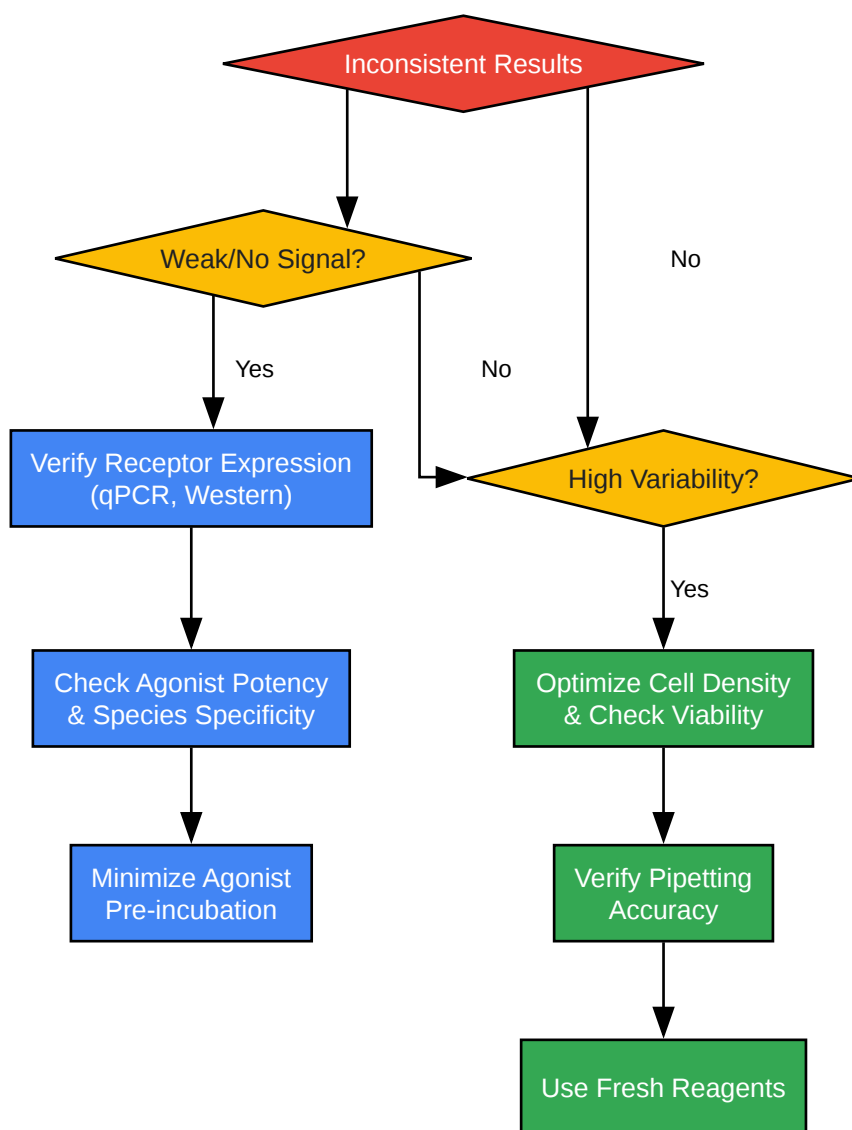 Inconsistent Results
Weak/No Signal?
No
Yes
No
Verify Receptor Expression
(qPCR, Western)
High Variability?
Yes
Check Agonist Potency
& Species Specificity
Optimize Cell Density
& Check Viability
Minimize Agonist
Pre-incubation
Verify Pipetting
Accuracy
Use Fresh Reagents